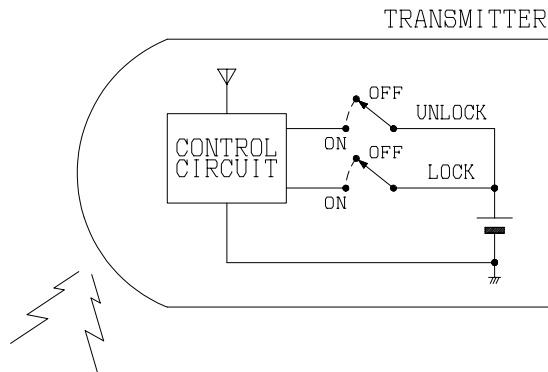 TRANSMITTER
OFF
UNLOCK
ON
OFF
CONTROL
CIRCUIT
LOCK
ON